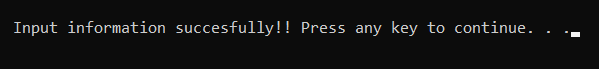 Input information succesfully!! Press any key to continue. . .